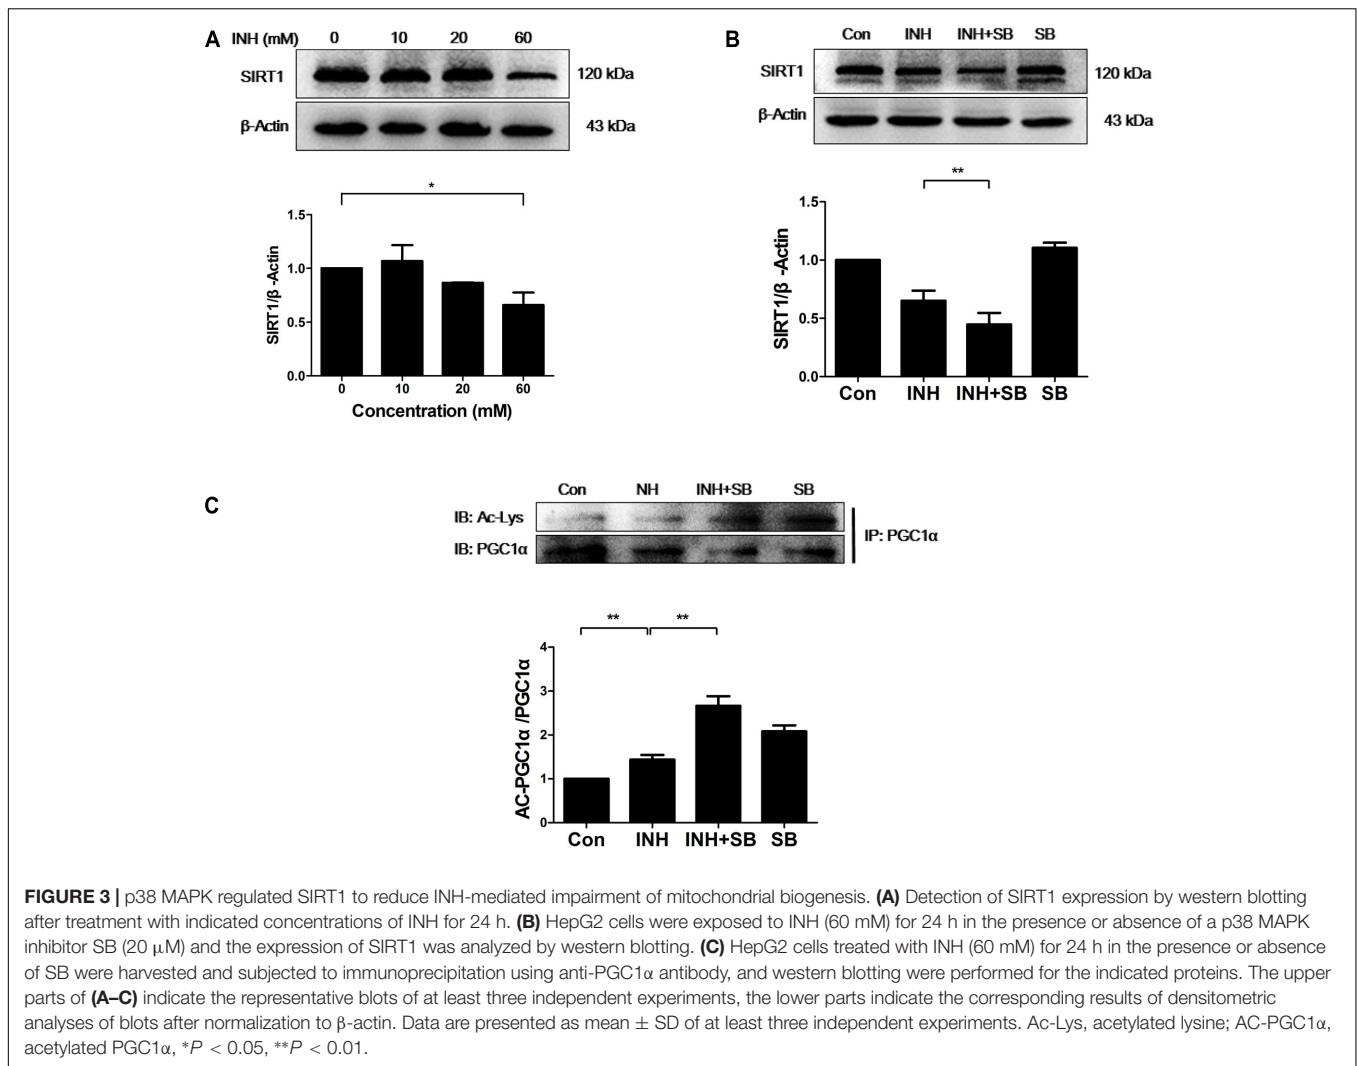 A
INH (mM) 0 10 20 60
SIRT1 120 kDa
β-Actin 43 kDa
*
SIRT1/β -Actin
1.5
1.0
0.5
0.0
0 10 20 60
Concentration (mM)
B
Con INH INH+SB SB
SIRT1 120 kDa
β-Actin 43 kDa
**
SIRT1/β -Actin
1.5
1.0
0.5
0.0
Con INH INH+SB SB
C
Con NH INH+SB SB
IB: Ac-Lys
IB: PGC1α
IP: PGC1α
** **
AC-PGC1α /PGC1α
4
3
2
1
0
Con INH INH+SB SB
FIGURE 3 | p38 MAPK regulated SIRT1 to reduce INH-mediated impairment of mitochondrial biogenesis. (A) Detection of SIRT1 expression by western blotting
after treatment with indicated concentrations of INH for 24 h. (B) HepG2 cells were exposed to INH (60 mM) for 24 h in the presence or absence of a p38 MAPK
inhibitor SB (20 μM) and the expression of SIRT1 was analyzed by western blotting. (C) HepG2 cells treated with INH (60 mM) for 24 h in the presence or absence
of SB were harvested and subjected to immunoprecipitation using anti-PGC1α antibody, and western blotting were performed for the indicated proteins. The upper
parts of (A–C) indicate the representative blots of at least three independent experiments, the lower parts indicate the corresponding results of densitometric
analyses of blots after normalization to β-actin. Data are presented as mean ± SD of at least three independent experiments. Ac-Lys, acetylated lysine; AC-PGC1α,
acetylated PGC1α, *P < 0.05, **P < 0.01.